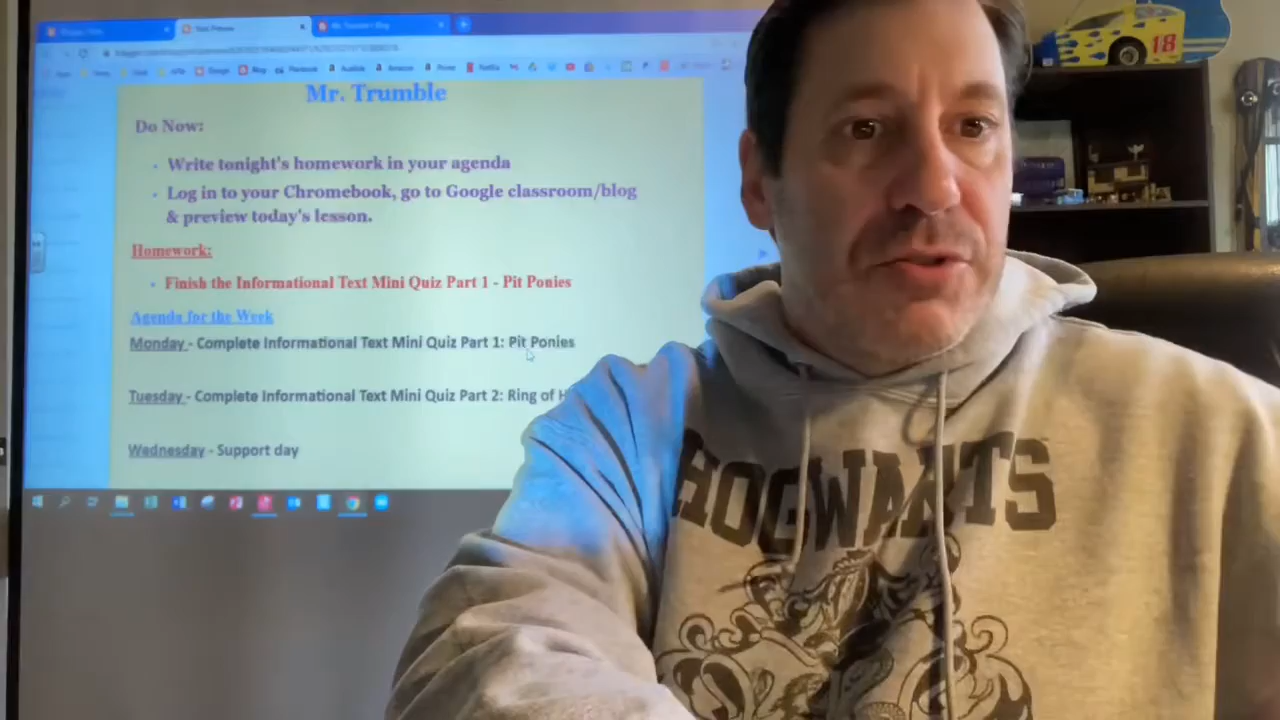 Mr. Trumble
Do Now:
Write tonight's homework in your agenda
Log in to your Chromebook, go to Google classroom/blog
& preview today's lesson.
Homework:
Finish the Informational Text Mini Quiz Part 1 - Pit Ponies
Agenda for the Week
Monday - Complete Informational Text Mini Quiz Part 1: Pit Ponies
Tuesday - Complete Informational Text Mini Quiz Part 2: Ring of
Wednesday - Support day
HOGWARTS
18